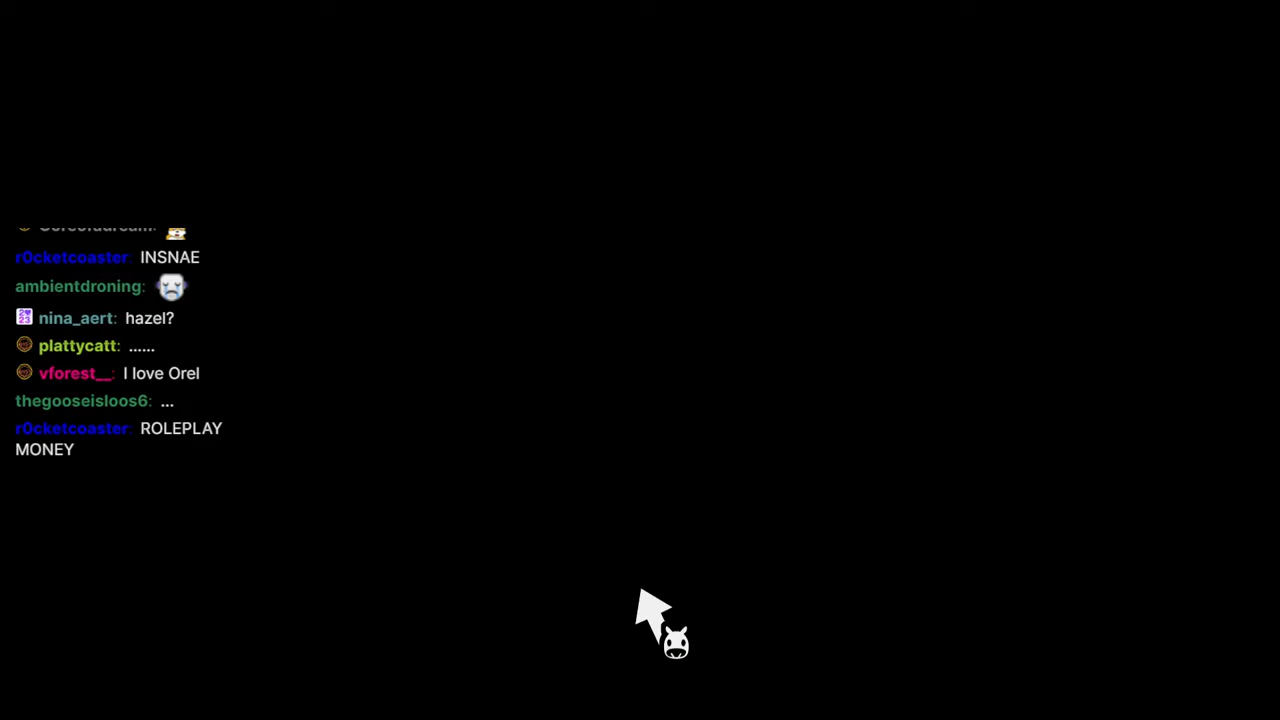 r0cketcoaster: INSNAE
ambientdroning:
nina_aert: hazel?
plattycatt: ......
vforest__: I love Orel
thegooseisloos6: ...
r0cketcoaster: ROLEPLAY
MONEY